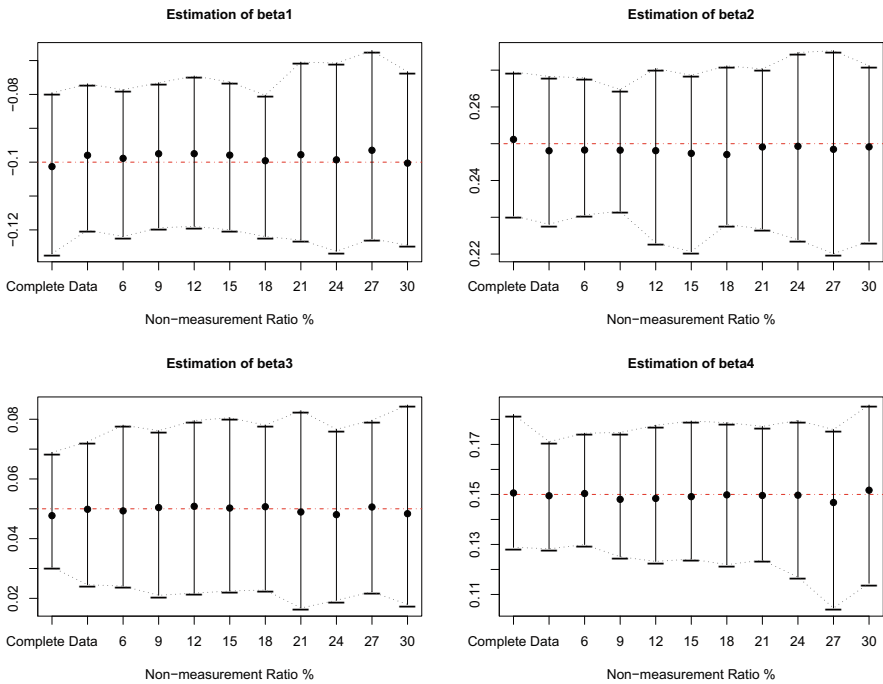 Estimation of beta1
−0.08
−0.1
−0.12
Complete Data 6 9 12 15 18 21 24 27 30
Non−measurement Ratio %
Estimation of beta2
0.26
0.24
0.22
Complete Data 6 9 12 15 18 21 24 27 30
Non−measurement Ratio %
Estimation of beta3
0.08
0.06
0.04
0.02
Complete Data 6 9 12 15 18 21 24 27 30
Non−measurement Ratio %
Estimation of beta4
0.17
0.15
0.13
0.11
Complete Data 6 9 12 15 18 21 24 27 30
Non−measurement Ratio %